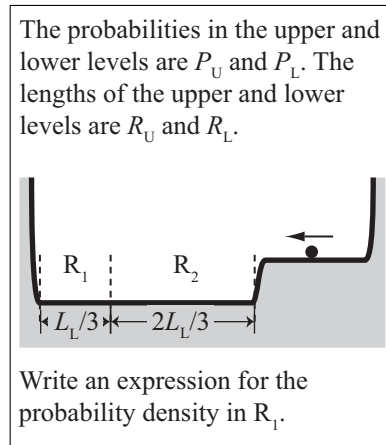 The probabilities in the upper and
lower levels are P_U and P_L. The
lengths of the upper and lower
levels are R_U and R_L.
R_1 R_2
L_L/3 2L_L/3
Write an expression for the
probability density in R_1.